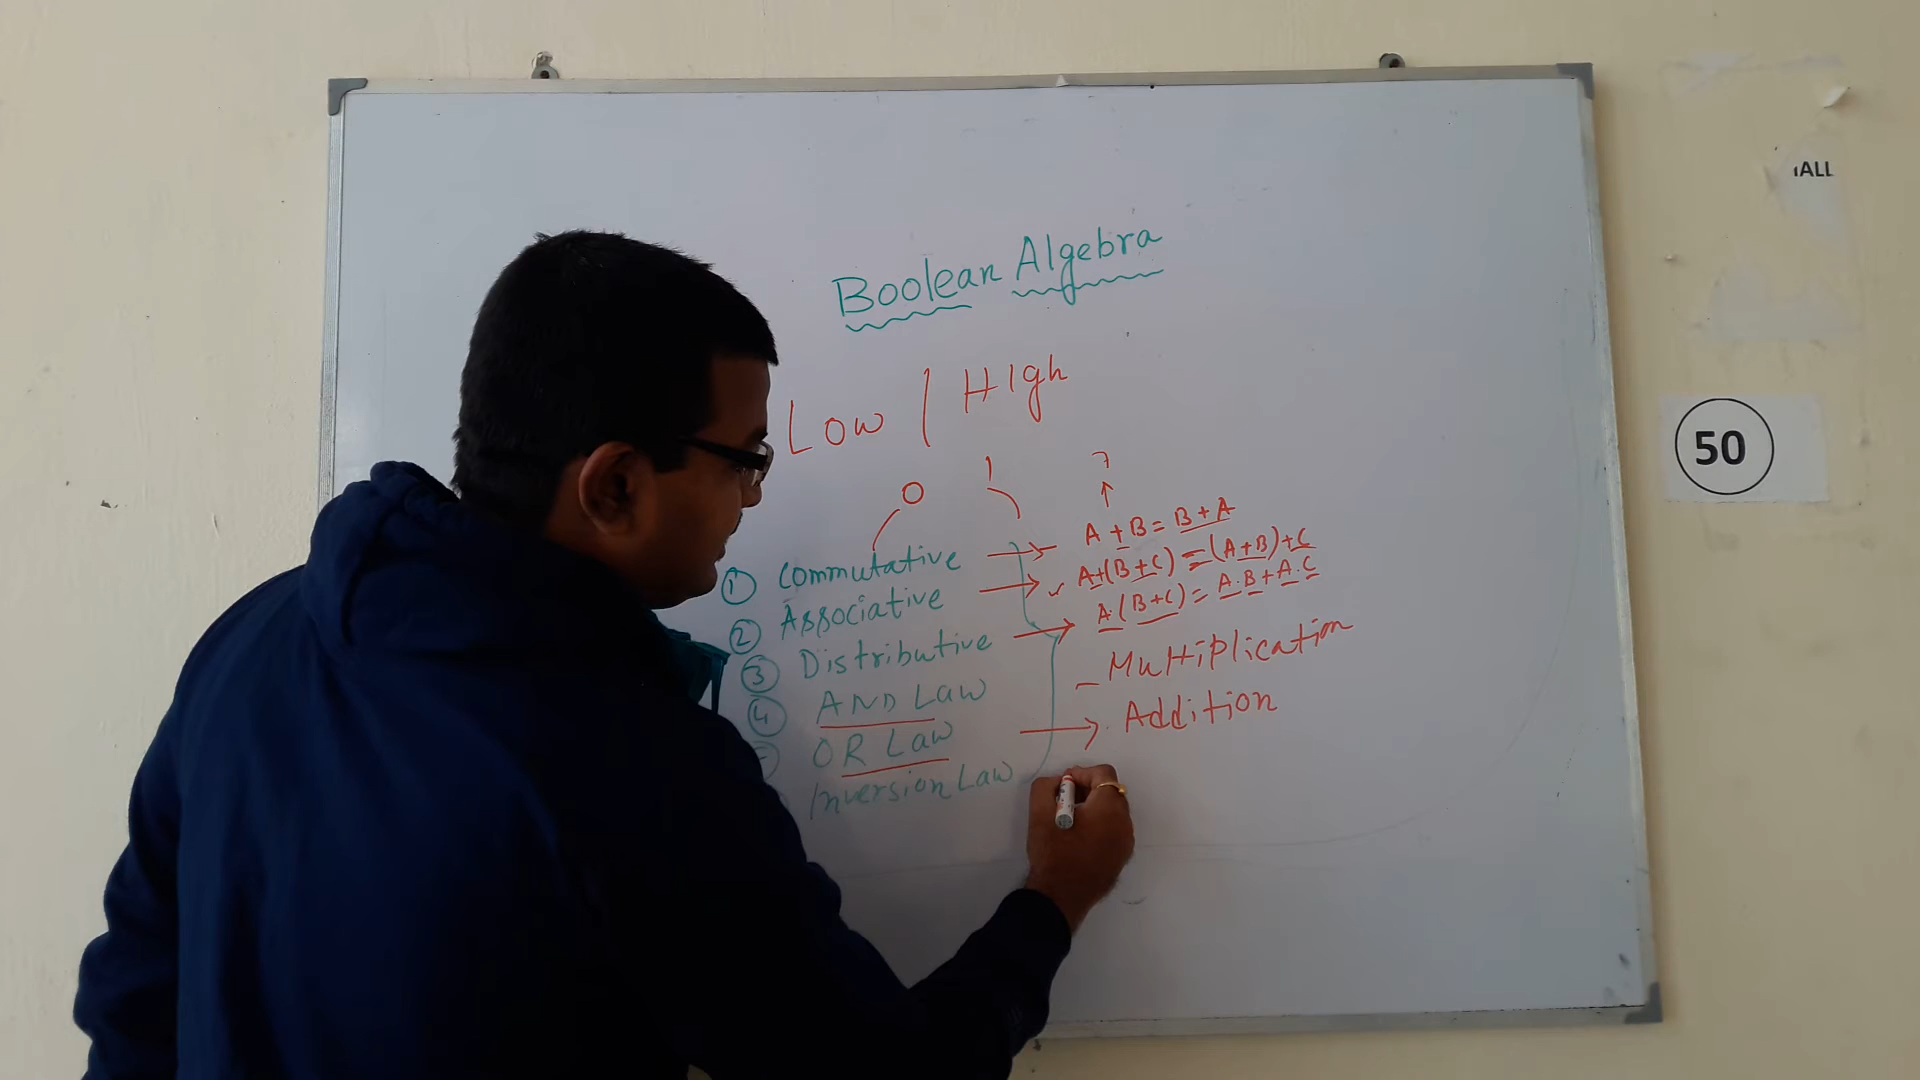 Boolean Algebra
Low / HIgh
0 1 7
① Commutative → A + B = B + A
② Associative → A+(B+C) = (A+B)+C
③ Distributive → A.(B+C) = A.B + A.C
④ AND Law - Multiplication
OR Law → Addition
Inversion Law
ALL
50